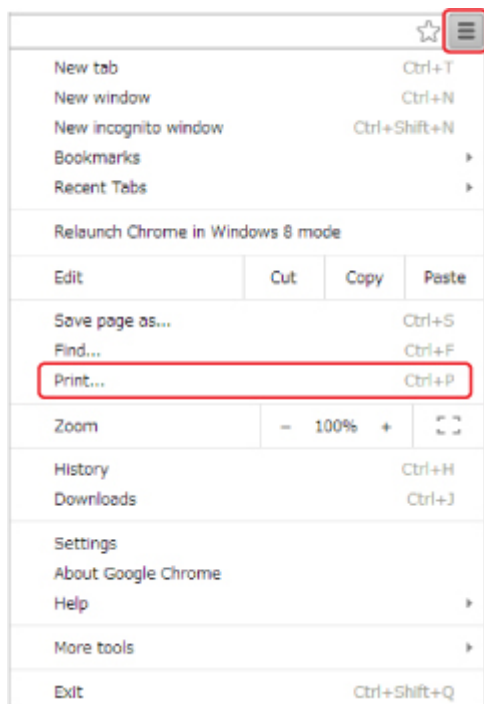 New tab Ctrl+T
New window Ctrl+N
New incognito window Ctrl+Shift+N
Bookmarks
Recent Tabs
Relaunch Chrome in Windows 8 mode
Edit Cut Copy Paste
Save page as... Ctrl+S
Find... Ctrl+F
Print... Ctrl+P
Zoom − 100% +
History Ctrl+H
Downloads Ctrl+J
Settings
About Google Chrome
Help
More tools
Exit Ctrl+Shift+Q